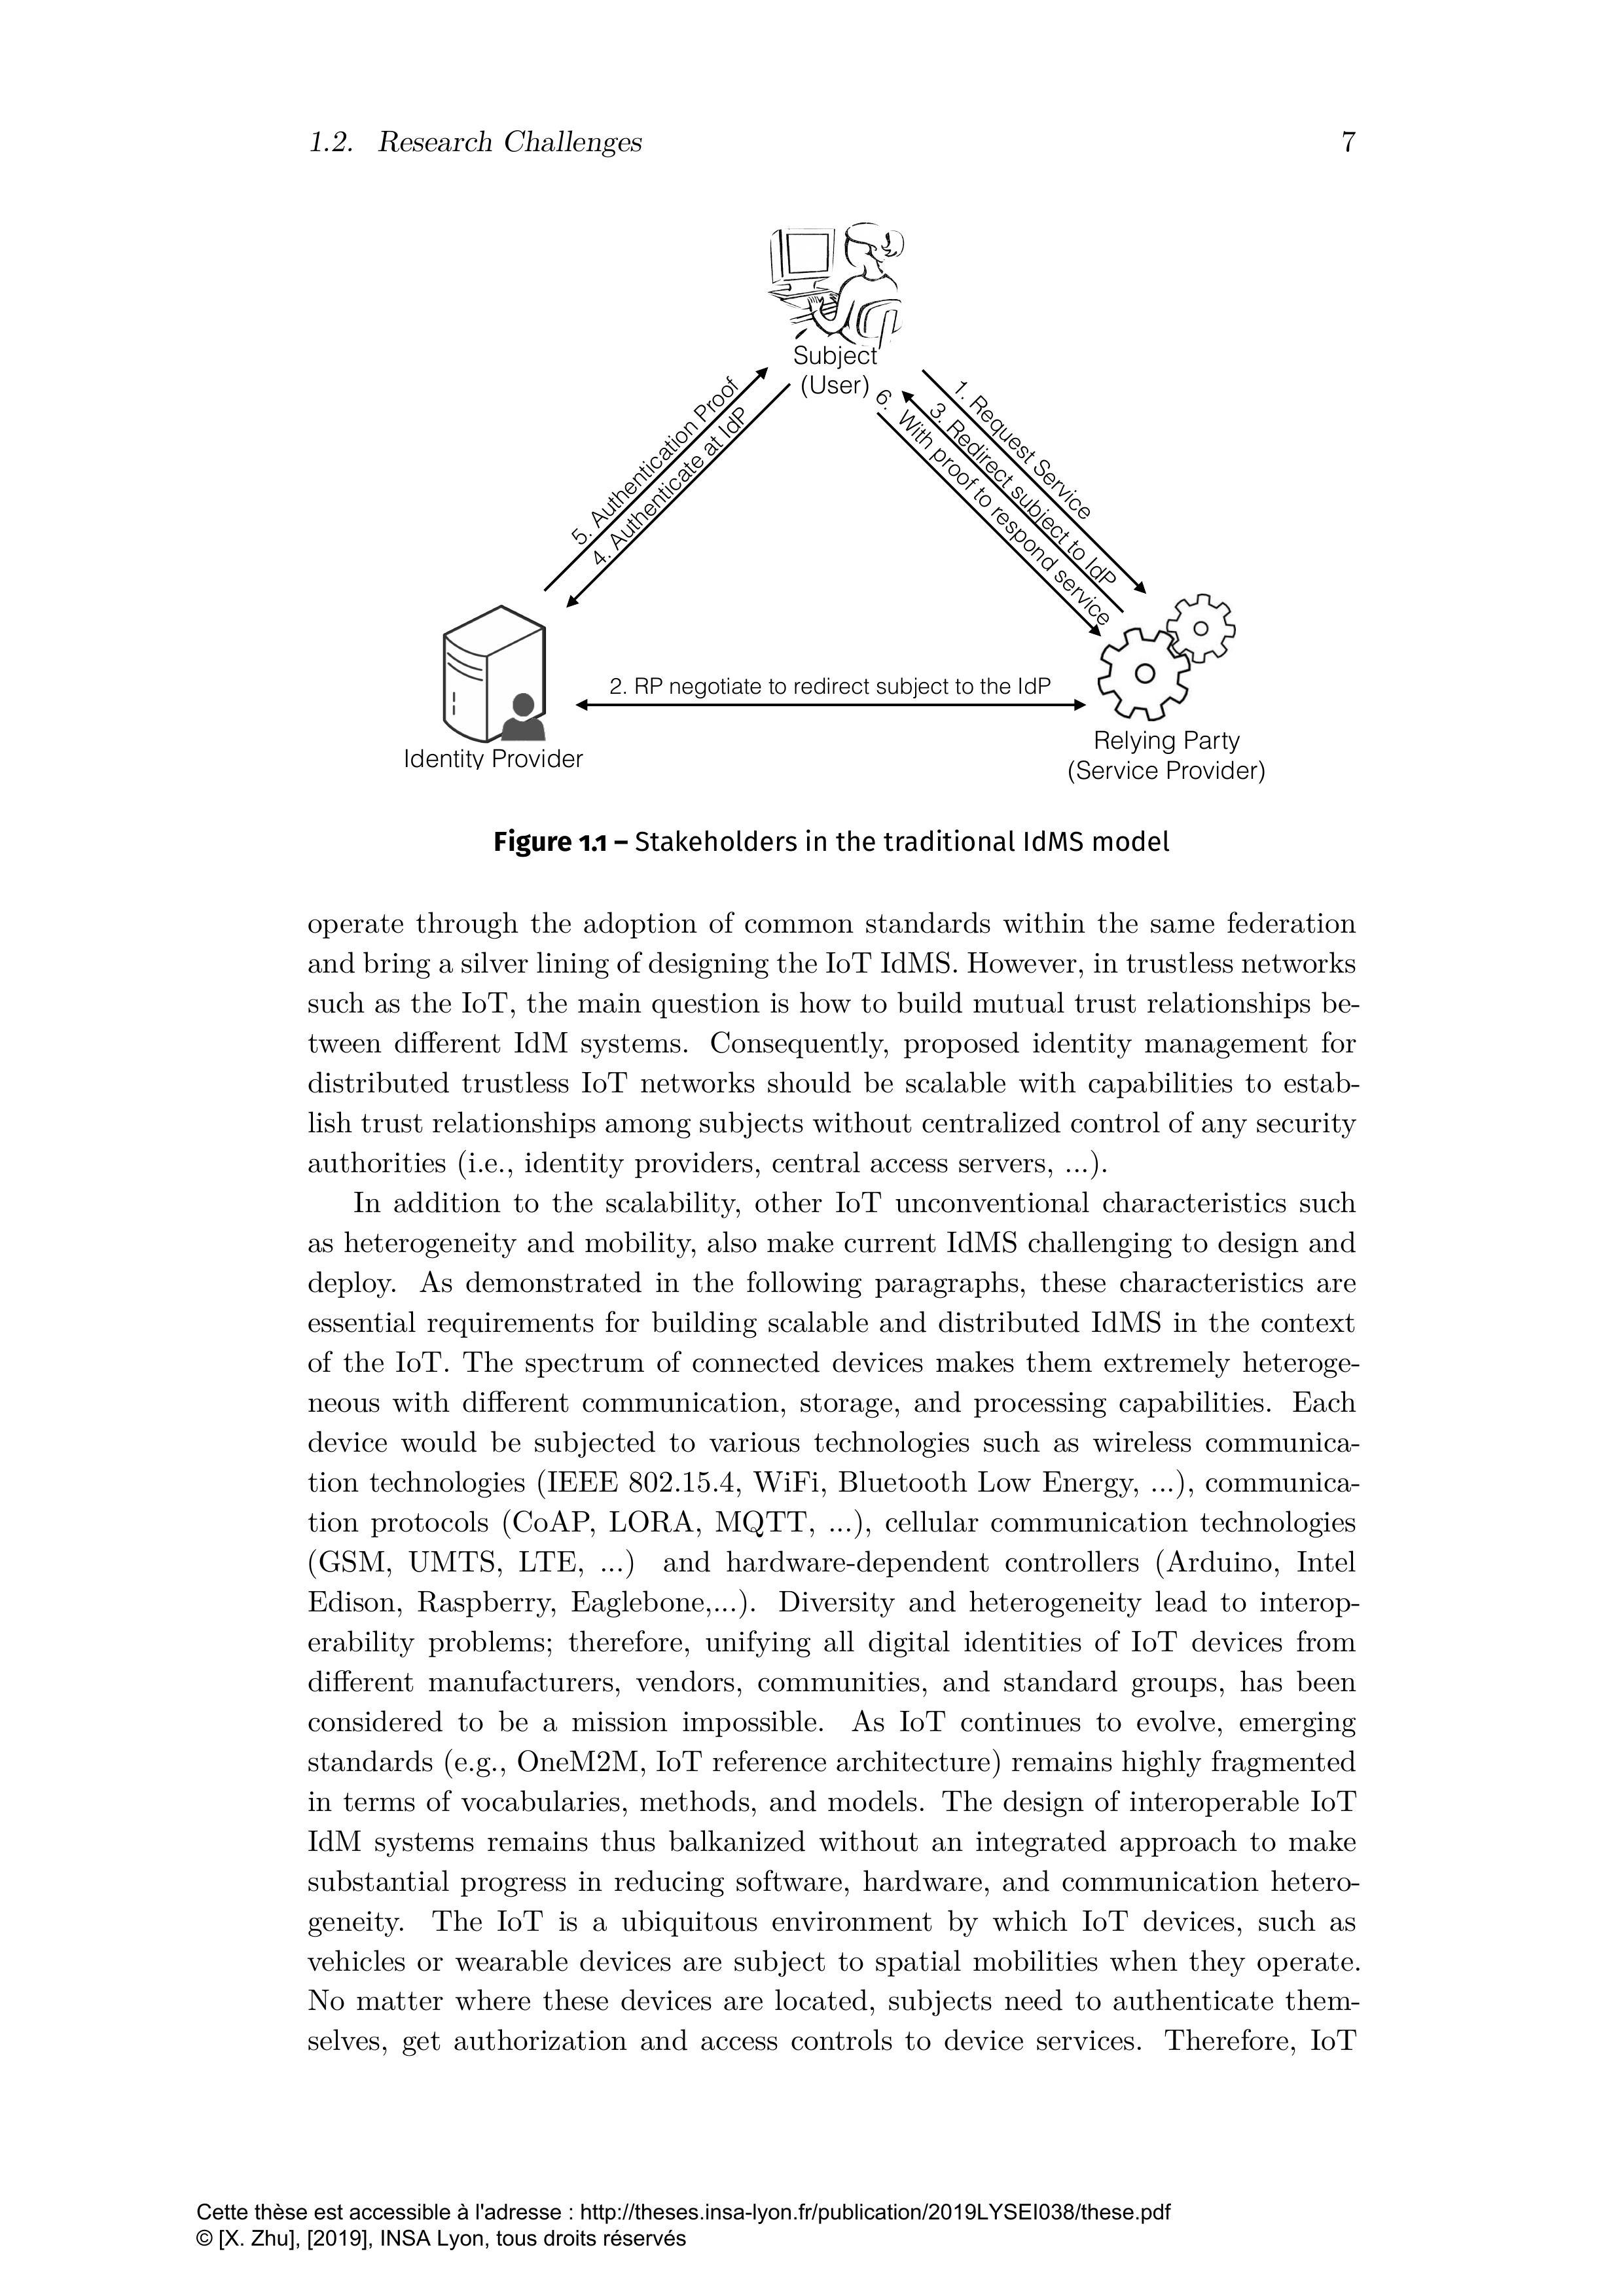 1.2. Research Challenges 7
Subject
(User)
1. Request Service
3. Redirect subject to IdP
6. With proof to respond service
5. Authentication Proof
4. Authenticate at IdP
2. RP negotiate to redirect subject to the IdP
Identity Provider
Relying Party
(Service Provider)
Figure 1.1 – Stakeholders in the traditional IdMS model
operate through the adoption of common standards within the same federation
and bring a silver lining of designing the IoT IdMS. However, in trustless networks
such as the IoT, the main question is how to build mutual trust relationships be-
tween different IdM systems. Consequently, proposed identity management for
distributed trustless IoT networks should be scalable with capabilities to estab-
lish trust relationships among subjects without centralized control of any security
authorities (i.e., identity providers, central access servers, ...).
In addition to the scalability, other IoT unconventional characteristics such
as heterogeneity and mobility, also make current IdMS challenging to design and
deploy. As demonstrated in the following paragraphs, these characteristics are
essential requirements for building scalable and distributed IdMS in the context
of the IoT. The spectrum of connected devices makes them extremely heteroge-
neous with different communication, storage, and processing capabilities. Each
device would be subjected to various technologies such as wireless communica-
tion technologies (IEEE 802.15.4, WiFi, Bluetooth Low Energy, ...), communica-
tion protocols (CoAP, LORA, MQTT, ...), cellular communication technologies
(GSM, UMTS, LTE, ...) and hardware-dependent controllers (Arduino, Intel
Edison, Raspberry, Eaglebone,...). Diversity and heterogeneity lead to interop-
erability problems; therefore, unifying all digital identities of IoT devices from
different manufacturers, vendors, communities, and standard groups, has been
considered to be a mission impossible. As IoT continues to evolve, emerging
standards (e.g., OneM2M, IoT reference architecture) remains highly fragmented
in terms of vocabularies, methods, and models. The design of interoperable IoT
IdM systems remains thus balkanized without an integrated approach to make
substantial progress in reducing software, hardware, and communication hetero-
geneity. The IoT is a ubiquitous environment by which IoT devices, such as
vehicles or wearable devices are subject to spatial mobilities when they operate.
No matter where these devices are located, subjects need to authenticate them-
selves, get authorization and access controls to device services. Therefore, IoT
Cette thèse est accessible à l'adresse : http://theses.insa-lyon.fr/publication/2019LYSEI038/these.pdf
© [X. Zhu], [2019], INSA Lyon, tous droits réservés